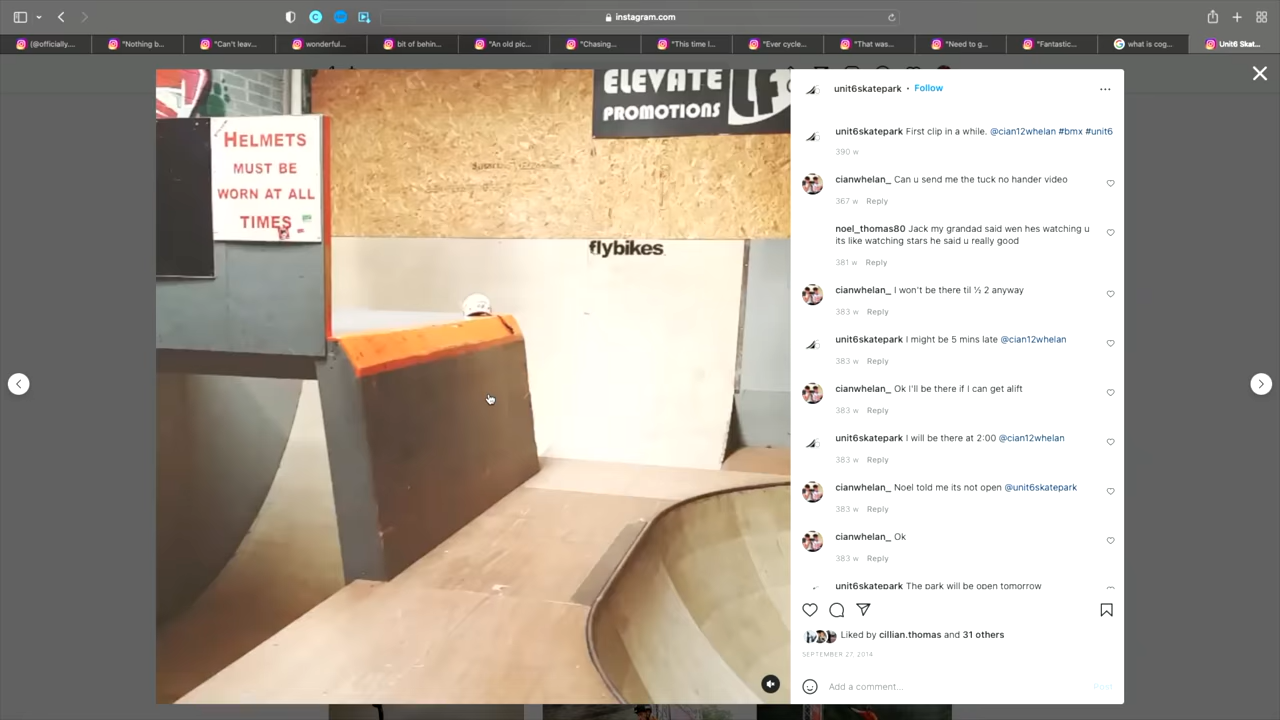 instagram.com
(@officially....
"Nothing b...
"Can't leav...
wonderful...
bit of behin...
"An old pic...
"Chasing...
"This time I...
"Ever cycle...
"That was...
"Need to g...
"Fantastic...
what is cog...
Unit6 Skat...
ELEVATE
PROMOTIONS
HELMETS
MUST BE
WORN AT ALL
TIMES
flybikes
unit6skatepark • Follow
unit6skatepark First clip in a while. @cian12whelan #bmx #unit6
390 w
cianwhelan_ Can u send me the tuck no hander video
367 w Reply
noel_thomas80 Jack my grandad said wen hes watching u
its like watching stars he said u really good
381 w Reply
cianwhelan_ I won't be there til ½ 2 anyway
383 w Reply
unit6skatepark I might be 5 mins late @cian12whelan
383 w Reply
cianwhelan_ Ok I'll be there if I can get alift
383 w Reply
unit6skatepark I will be there at 2:00 @cian12whelan
383 w Reply
cianwhelan_ Noel told me its not open @unit6skatepark
383 w Reply
cianwhelan_ Ok
383 w Reply
unit6skatepark The park will be open tomorrow
Liked by cillian.thomas and 31 others
SEPTEMBER 27, 2014
Add a comment...
Post